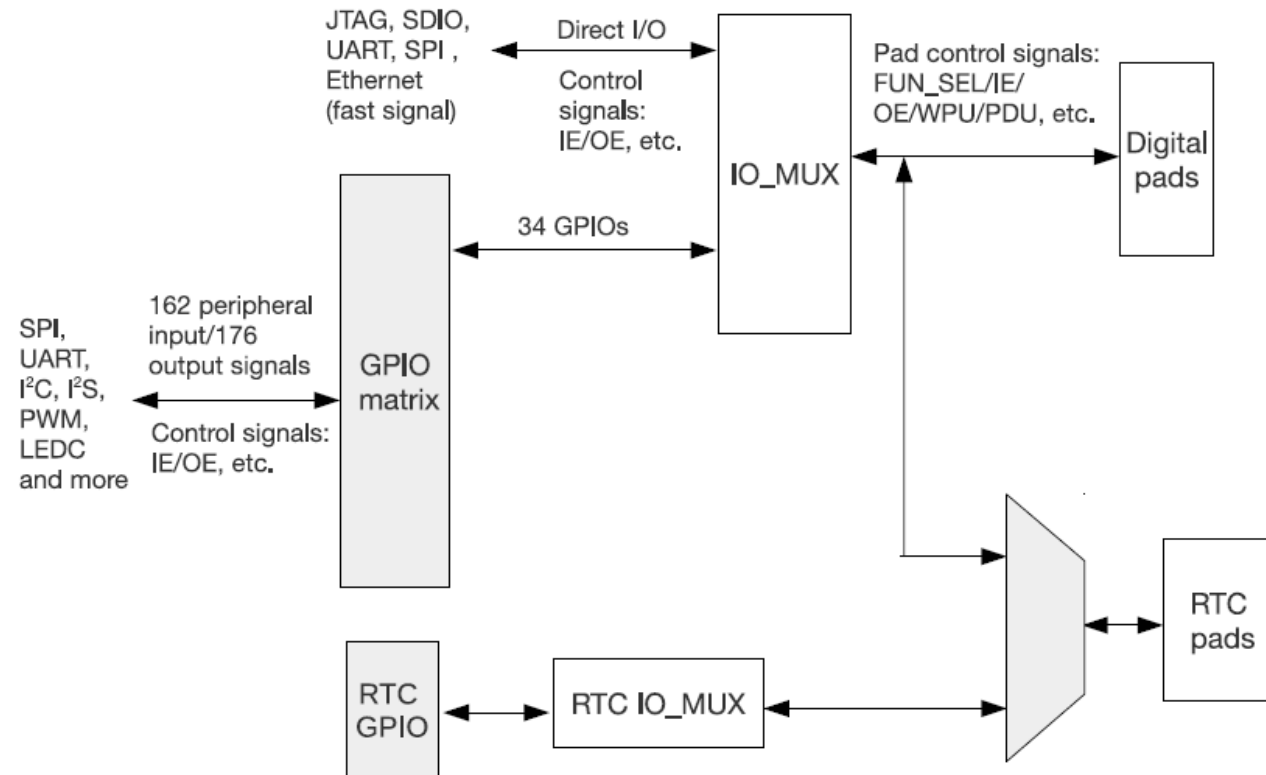 JTAG, SDIO,
UART, SPI ,
Ethernet
(fast signal)
Direct I/O
Control
signals:
IE/OE, etc.
Pad control signals:
FUN_SEL/IE/
OE/WPU/PDU, etc.
IO_MUX
Digital
pads
34 GPIOs
SPI,
UART,
I²C, I²S,
PWM,
LEDC
and more
162 peripheral
input/176
output signals
Control signals:
IE/OE, etc.
GPIO
matrix
RTC
GPIO
RTC IO_MUX
RTC
pads